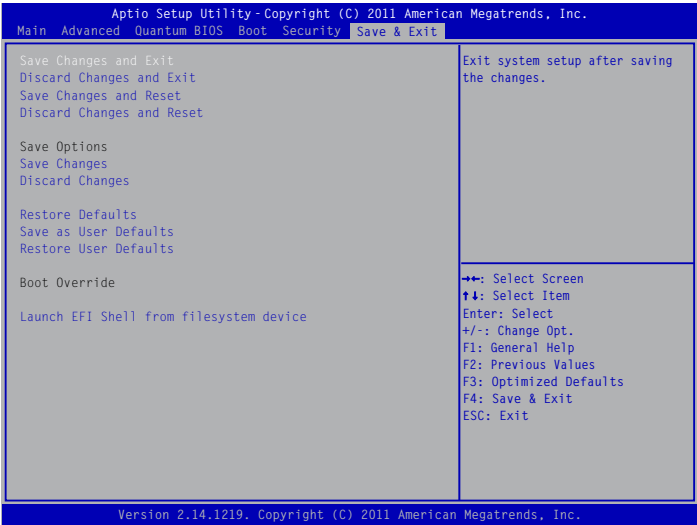 Aptio Setup Utility - Copyright (C) 2011 American Megatrends, Inc.
Main Advanced Quantum BIOS Boot Security Save & Exit
Save Changes and Exit
Discard Changes and Exit
Save Changes and Reset
Discard Changes and Reset
Save Options
Save Changes
Discard Changes
Restore Defaults
Save as User Defaults
Restore User Defaults
Boot Override
Launch EFI Shell from filesystem device
Exit system setup after saving
the changes.
→←: Select Screen
↑↓: Select Item
Enter: Select
+/-: Change Opt.
F1: General Help
F2: Previous Values
F3: Optimized Defaults
F4: Save & Exit
ESC: Exit
Version 2.14.1219. Copyright (C) 2011 American Megatrends, Inc.